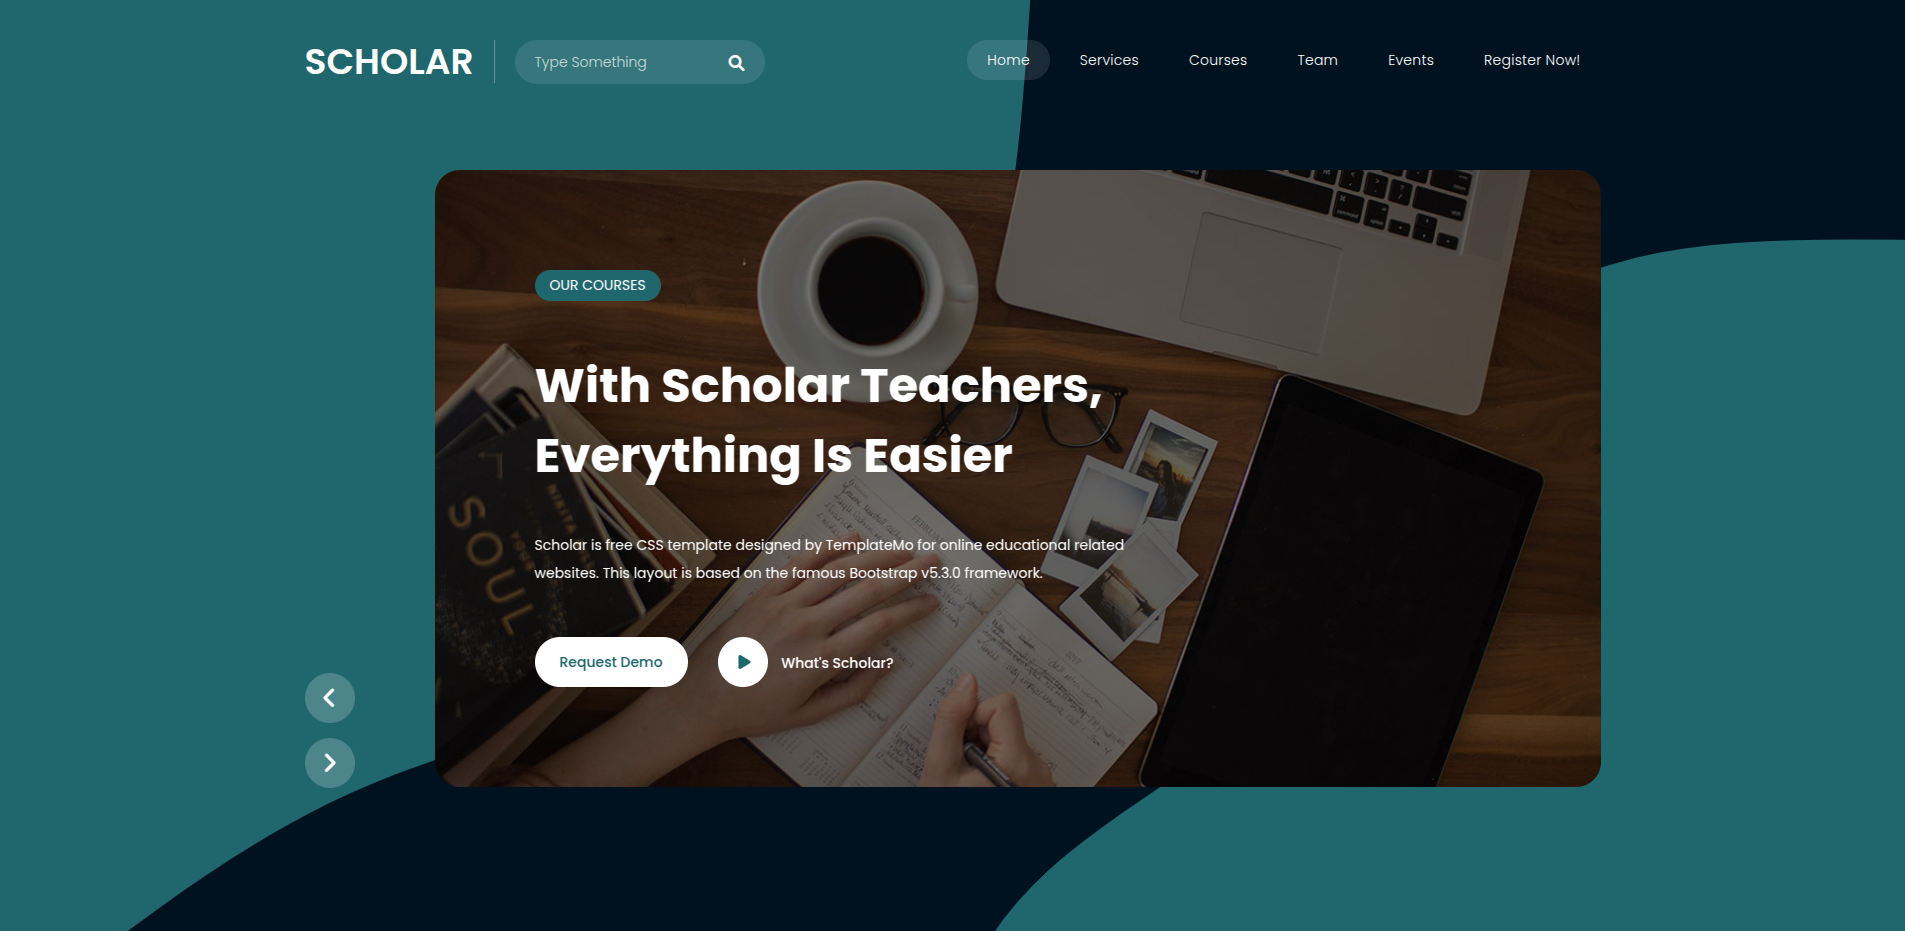 SCHOLAR
Type Something
Home
Services
Courses
Team
Events
Register Now!
OUR COURSES
With Scholar Teachers,
Everything Is Easier
Scholar is free CSS template designed by TemplateMo for online educational related
websites. This layout is based on the famous Bootstrap v5.3.0 framework.
Request Demo
What's Scholar?
SOUL